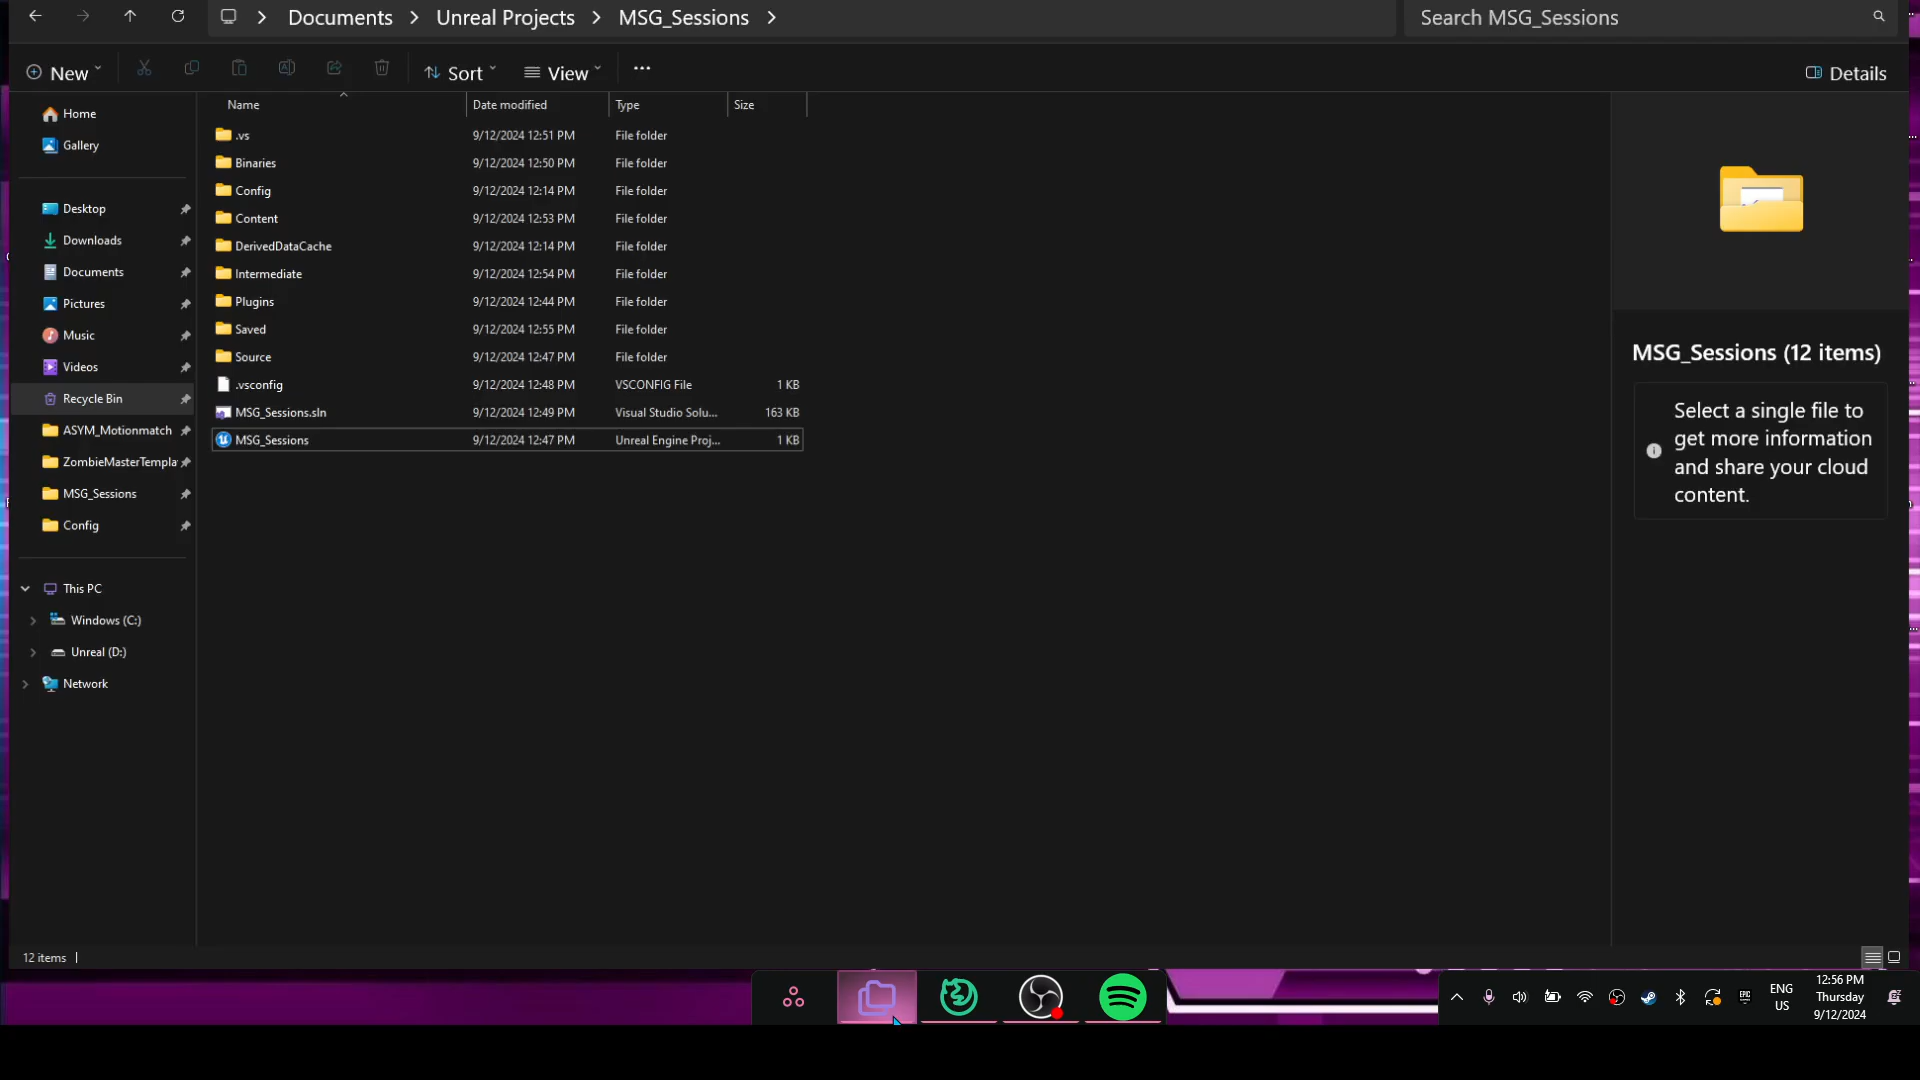 Documents > Unreal Projects > MSG_Sessions >
Search MSG_Sessions
New
Sort
View
Details
Name
Date modified
Type
Size
Home
Gallery
Desktop
Downloads
Documents
Pictures
Music
Videos
Recycle Bin
ASYM_Motionmatch
ZombieMasterTempla
MSG_Sessions
Config
This PC
Windows (C:)
Unreal (D:)
Network
.vs 9/12/2024 12:51 PM File folder
Binaries 9/12/2024 12:50 PM File folder
Config 9/12/2024 12:14 PM File folder
Content 9/12/2024 12:53 PM File folder
DerivedDataCache 9/12/2024 12:14 PM File folder
Intermediate 9/12/2024 12:54 PM File folder
Plugins 9/12/2024 12:44 PM File folder
Saved 9/12/2024 12:55 PM File folder
Source 9/12/2024 12:47 PM File folder
.vsconfig 9/12/2024 12:48 PM VSCONFIG File 1 KB
MSG_Sessions.sln 9/12/2024 12:49 PM Visual Studio Solu... 163 KB
MSG_Sessions 9/12/2024 12:47 PM Unreal Engine Proj... 1 KB
MSG_Sessions (12 items)
Select a single file to
get more information
and share your cloud
content.
12 items
ENG
US
12:56 PM
Thursday
9/12/2024